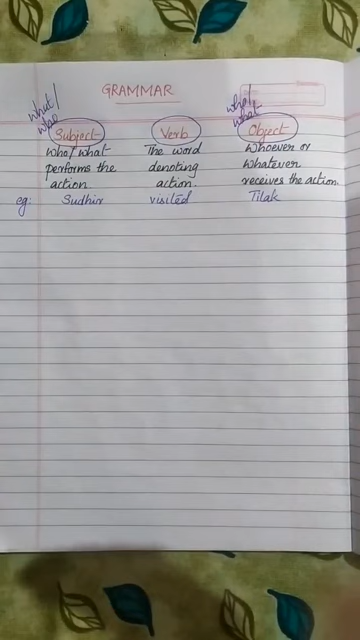 GRAMMAR
what/ who
who/ what
Subject Verb Object
who/what The word Whoever or
performs the denoting whatever
action action. receives the action.
eg: Sudhir visited Tilak